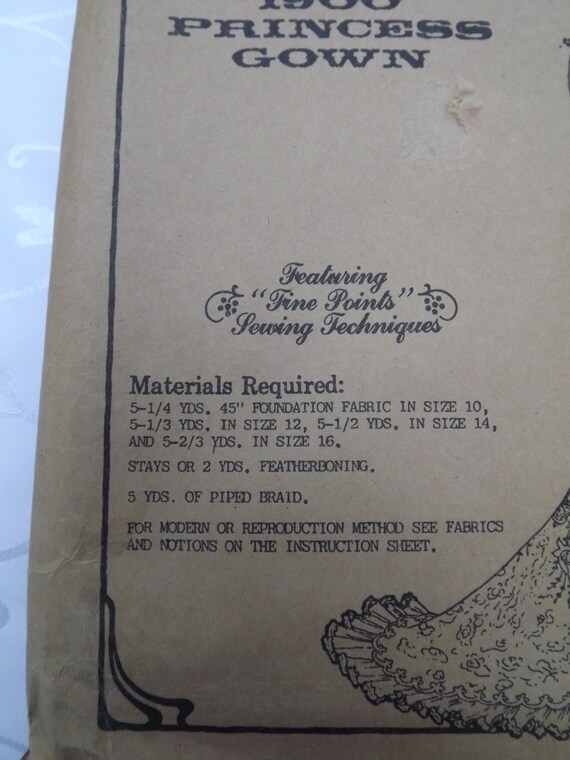 1900
PRINCESS
GOWN
Featuring
"Fine Points"
Sewing Techniques
Materials Required:
5-1/4 YDS. 45" FOUNDATION FABRIC IN SIZE 10,
5-1/3 YDS. IN SIZE 12, 5-1/2 YDS. IN SIZE 14,
AND 5-2/3 YDS. IN SIZE 16.
STAYS OR 2 YDS. FEATHERBONING.
5 YDS. OF PIPED BRAID.
FOR MODERN OR REPRODUCTION METHOD SEE FABRICS
AND NOTIONS ON THE INSTRUCTION SHEET.